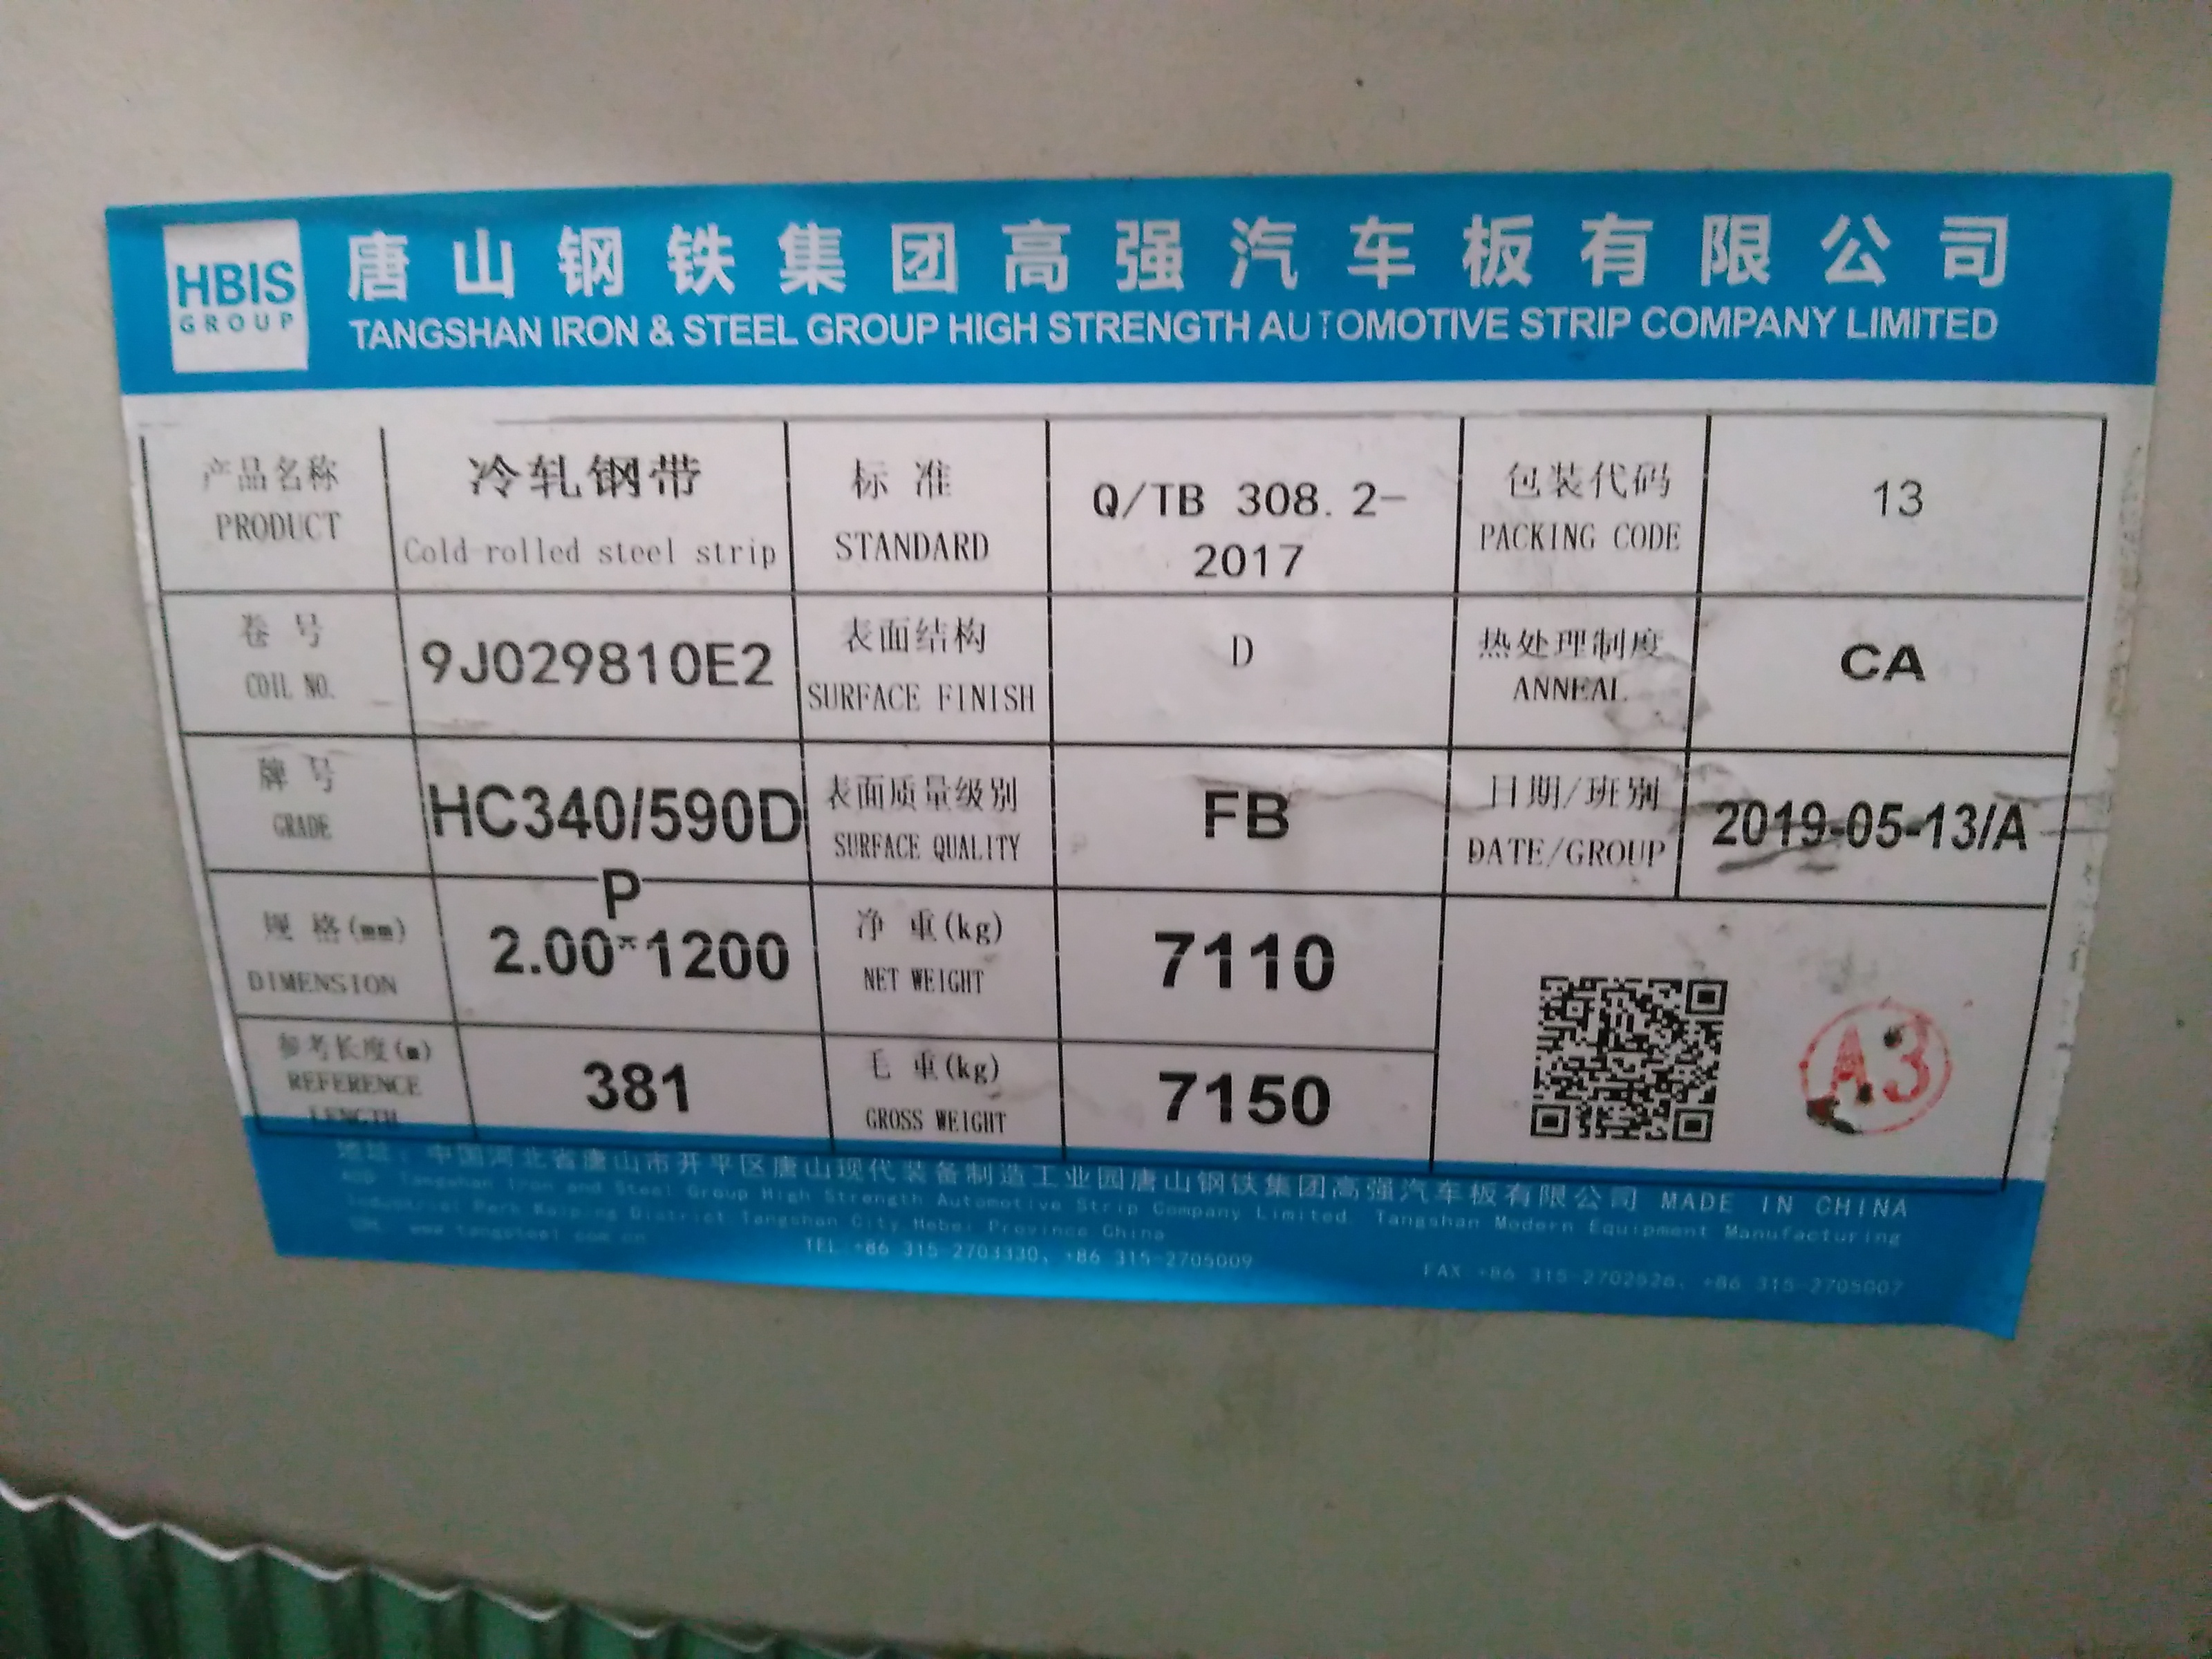 HBIS
GROUP
唐山钢铁集团高强汽车板有限公司
TANGSHAN IRON & STEEL GROUP HIGH STRENGTH AUTOMOTIVE STRIP COMPANY LIMITED
产品名称
PRODUCT
冷轧钢带
Cold-rolled steel strip
标 准
STANDARD
Q/TB 308.2-
2017
包装代码
PACKING CODE
13
卷 号
COIL NO.
9J029810E2
表面结构
SURFACE FINISH
D
热处理制度
ANNEAL
CA
牌 号
GRADE
HC340/590D
P
表面质量级别
SURFACE QUALITY
FB
日期/班别
DATE/GROUP
2019-05-13/A
规 格(mm)
DIMENSION
2.00*1200
净 重(kg)
NET WEIGHT
7110
参考长度(m)
REFERENCE
LENGTH
381
毛 重(kg)
GROSS WEIGHT
7150
A3
地址：中国河北省唐山市开平区唐山现代装备制造工业园唐山钢铁集团高强汽车板有限公司 MADE IN CHINA
Tangshan Iron and Steel Group High Strength Automotive Strip Company Limited. Tangshan Modern Equipment Manufacturing
Industrial Park Kaiping District, Tangshan City Hebei Province China
URL: www.tangsteel.com.cn
TEL:+86 315-2703330、+86 315-2705009
FAX:+86 315-2702526、+86 315-2705007